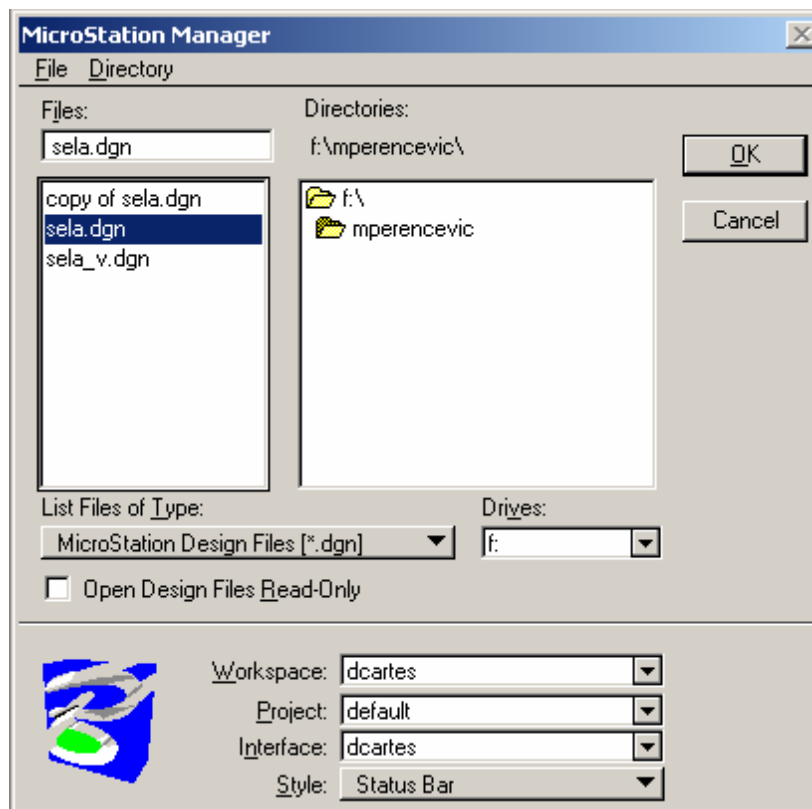 MicroStation Manager
File Directory
Files:
sela.dgn
copy of sela.dgn
sela.dgn
sela_v.dgn
Directories:
f:\mperencevic\
f:\
mperencevic
OK
Cancel
List Files of Type:
MicroStation Design Files [*.dgn]
Drives:
f:
Open Design Files Read-Only
Workspace: dcartes
Project: default
Interface: dcartes
Style: Status Bar